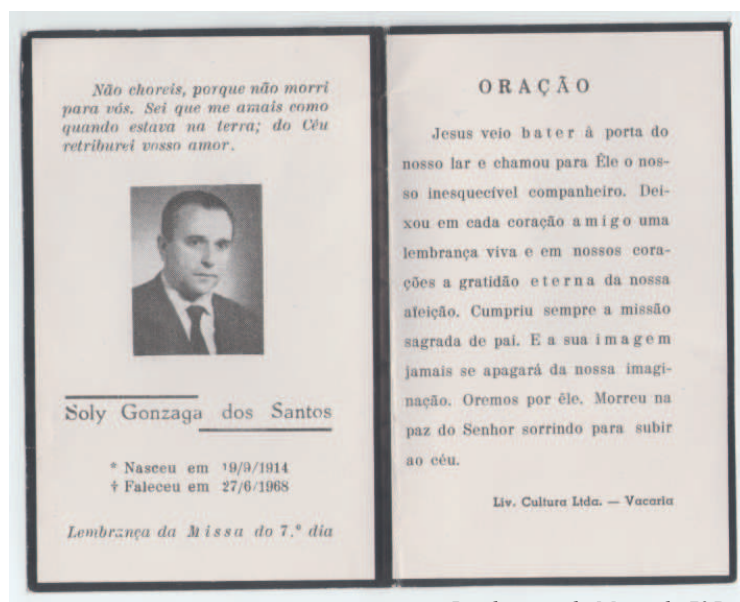 Não choreis, porque não morri
para vós. Sei que me amais como
quando estava na terra; do Céu
retriburei vosso amor.
Soly Gonzaga dos Santos
* Nasceu em 19/9/1914
† Faleceu em 27/6/1968
Lembrança da Missa do 7.º dia
ORAÇÃO
Jesus veio bater à porta do
nosso lar e chamou para Êle o nos-
so inesquecível companheiro. Dei-
xou em cada coração amigo uma
lembrança viva e em nossos cora-
ções a gratidão eterna da nossa
afeição. Cumpriu sempre a missão
sagrada de pai. E a sua imagem
jamais se apagará da nossa imagi-
nação. Oremos por êle. Morreu na
paz do Senhor sorrindo para subir
ao céu.
Liv. Cultura Ltda. — Vacaria